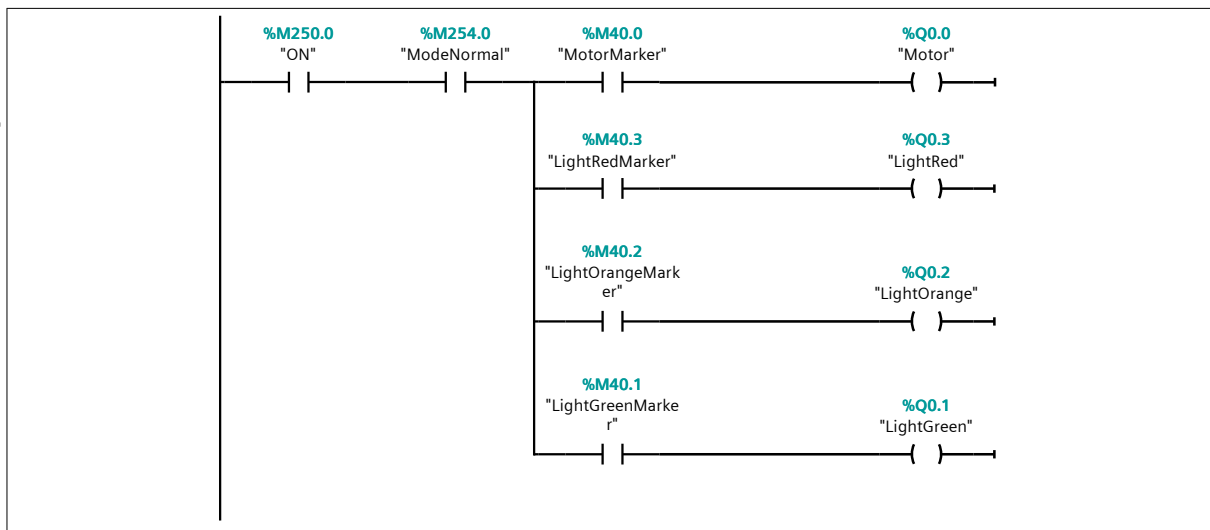 %M250.0 %M254.0 %M40.0 %Q0.0
"ON" "ModeNormal" "MotorMarker" "Motor"
%M40.3 %Q0.3
"LightRedMarker" "LightRed"
%M40.2
"LightOrangeMark %Q0.2
er" "LightOrange"
%M40.1
"LightGreenMarke %Q0.1
r" "LightGreen"